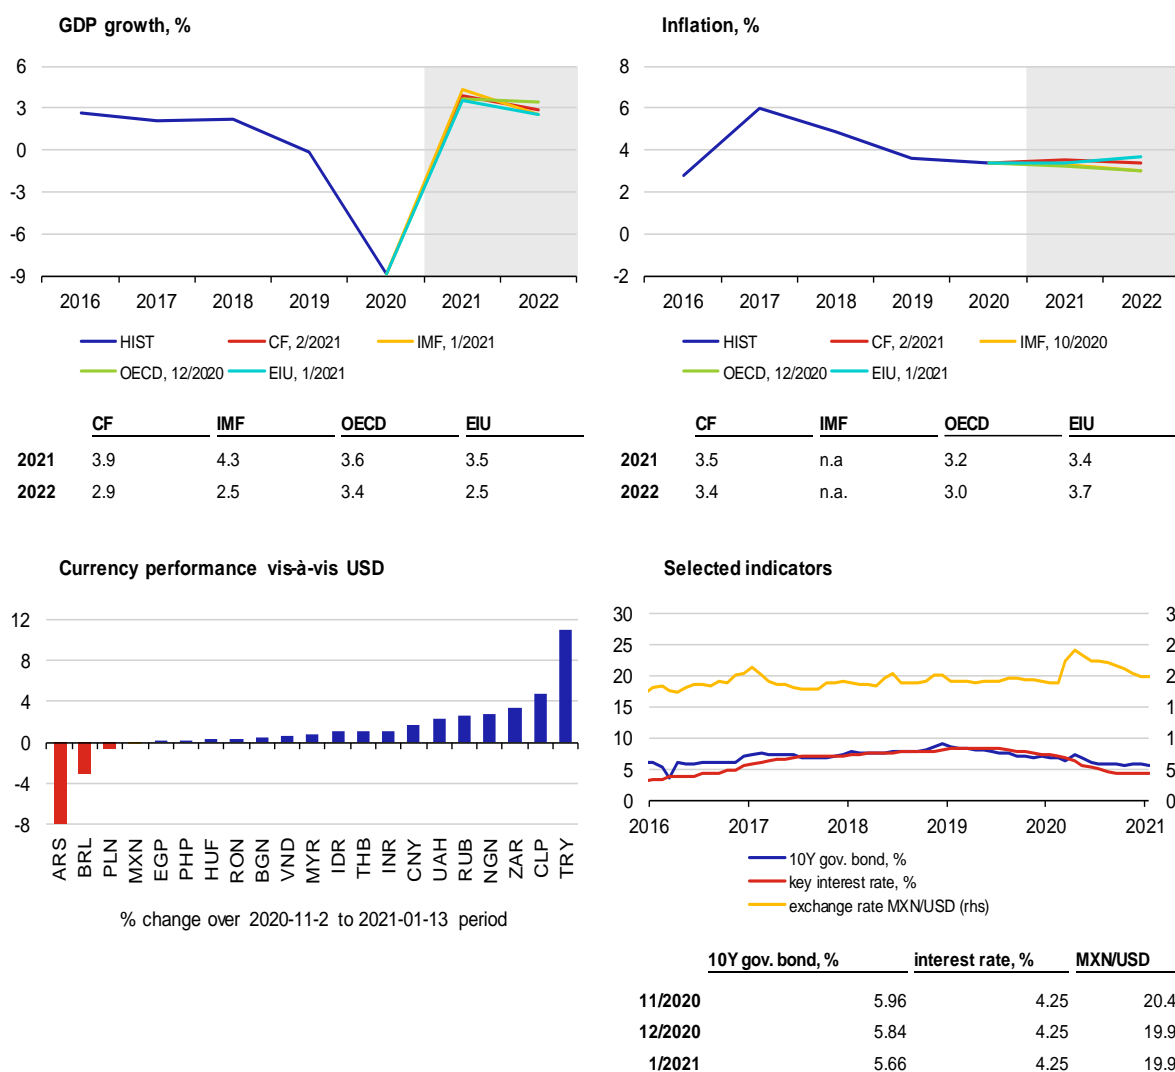 GDP growth, %
6
3
0
-3
-6
-9
2016 2017 2018 2019 2020 2021 2022
HIST CF, 2/2021 IMF, 1/2021
OECD, 12/2020 EIU, 1/2021
CF IMF OECD EIU
2021 3.9 4.3 3.6 3.5
2022 2.9 2.5 3.4 2.5
Inflation, %
8
6
4
2
0
-2
2016 2017 2018 2019 2020 2021 2022
HIST CF, 2/2021 IMF, 10/2020
OECD, 12/2020 EIU, 1/2021
CF IMF OECD EIU
2021 3.5 n.a 3.2 3.4
2022 3.4 n.a. 3.0 3.7
Currency performance vis-à-vis USD
12
8
4
0
-4
-8
ARS BRL PLN MXN EGP PHP HUF RON BGN VND MYR IDR THB INR CNY UAH RUB NGN ZAR CLP TRY
% change over 2020-11-2 to 2021-01-13 period
Selected indicators
30 3
25 2
20 2
15 1
10 1
5 5
0 0
2016 2017 2018 2019 2020 2021
10Y gov. bond, %
key interest rate, %
exchange rate MXN/USD (rhs)
10Y gov. bond, % interest rate, % MXN/USD
11/2020 5.96 4.25 20.4
12/2020 5.84 4.25 19.9
1/2021 5.66 4.25 19.9